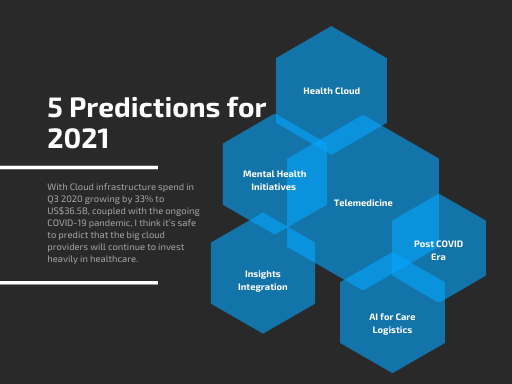 5 Predictions for
2021
With Cloud infrastructure spend in
Q3 2020 growing by 33% to
US$36.5B, coupled with the ongoing
COVID-19 pandemic, I think it's safe
to predict that the big cloud
providers will continue to invest
heavily in healthcare.
Health Cloud
Mental Health
Initiatives
Telemedicine
Post COVID
Era
Insights
Integration
AI for Care
Logistics